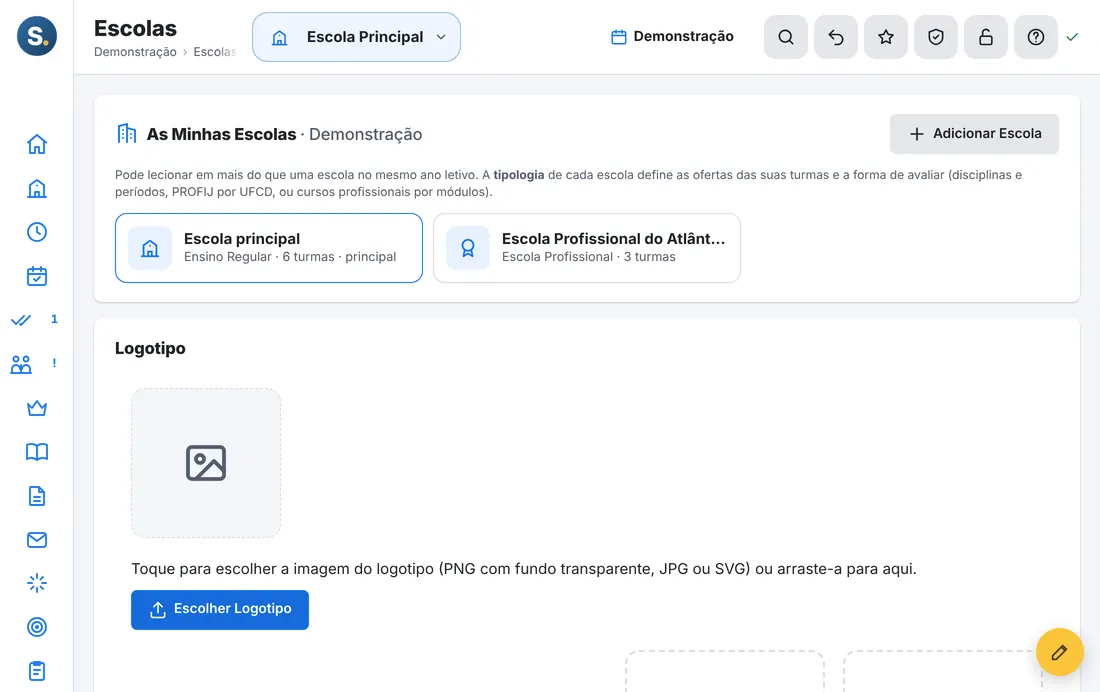 S.
Escolas
Demonstração › Escolas
Escola Principal
Demonstração
1
!
As Minhas Escolas · Demonstração
Adicionar Escola
Pode lecionar em mais do que uma escola no mesmo ano letivo. A tipologia de cada escola define as ofertas das suas turmas e a forma de avaliar (disciplinas e
períodos, PROFIJ por UFCD, ou cursos profissionais por módulos).
Escola principal
Ensino Regular · 6 turmas · principal
Escola Profissional do Atlânt...
Escola Profissional · 3 turmas
Logotipo
Toque para escolher a imagem do logotipo (PNG com fundo transparente, JPG ou SVG) ou arraste-a para aqui.
Escolher Logotipo